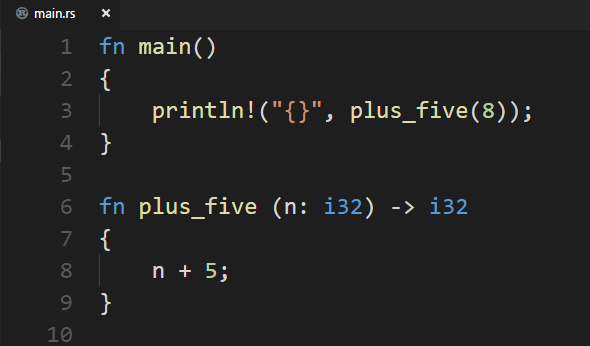 main.rs ×
1 fn main()
2 {
3     println!("{}", plus_five(8));
4 }
5
6 fn plus_five (n: i32) -> i32
7 {
8     n + 5;
9 }
10